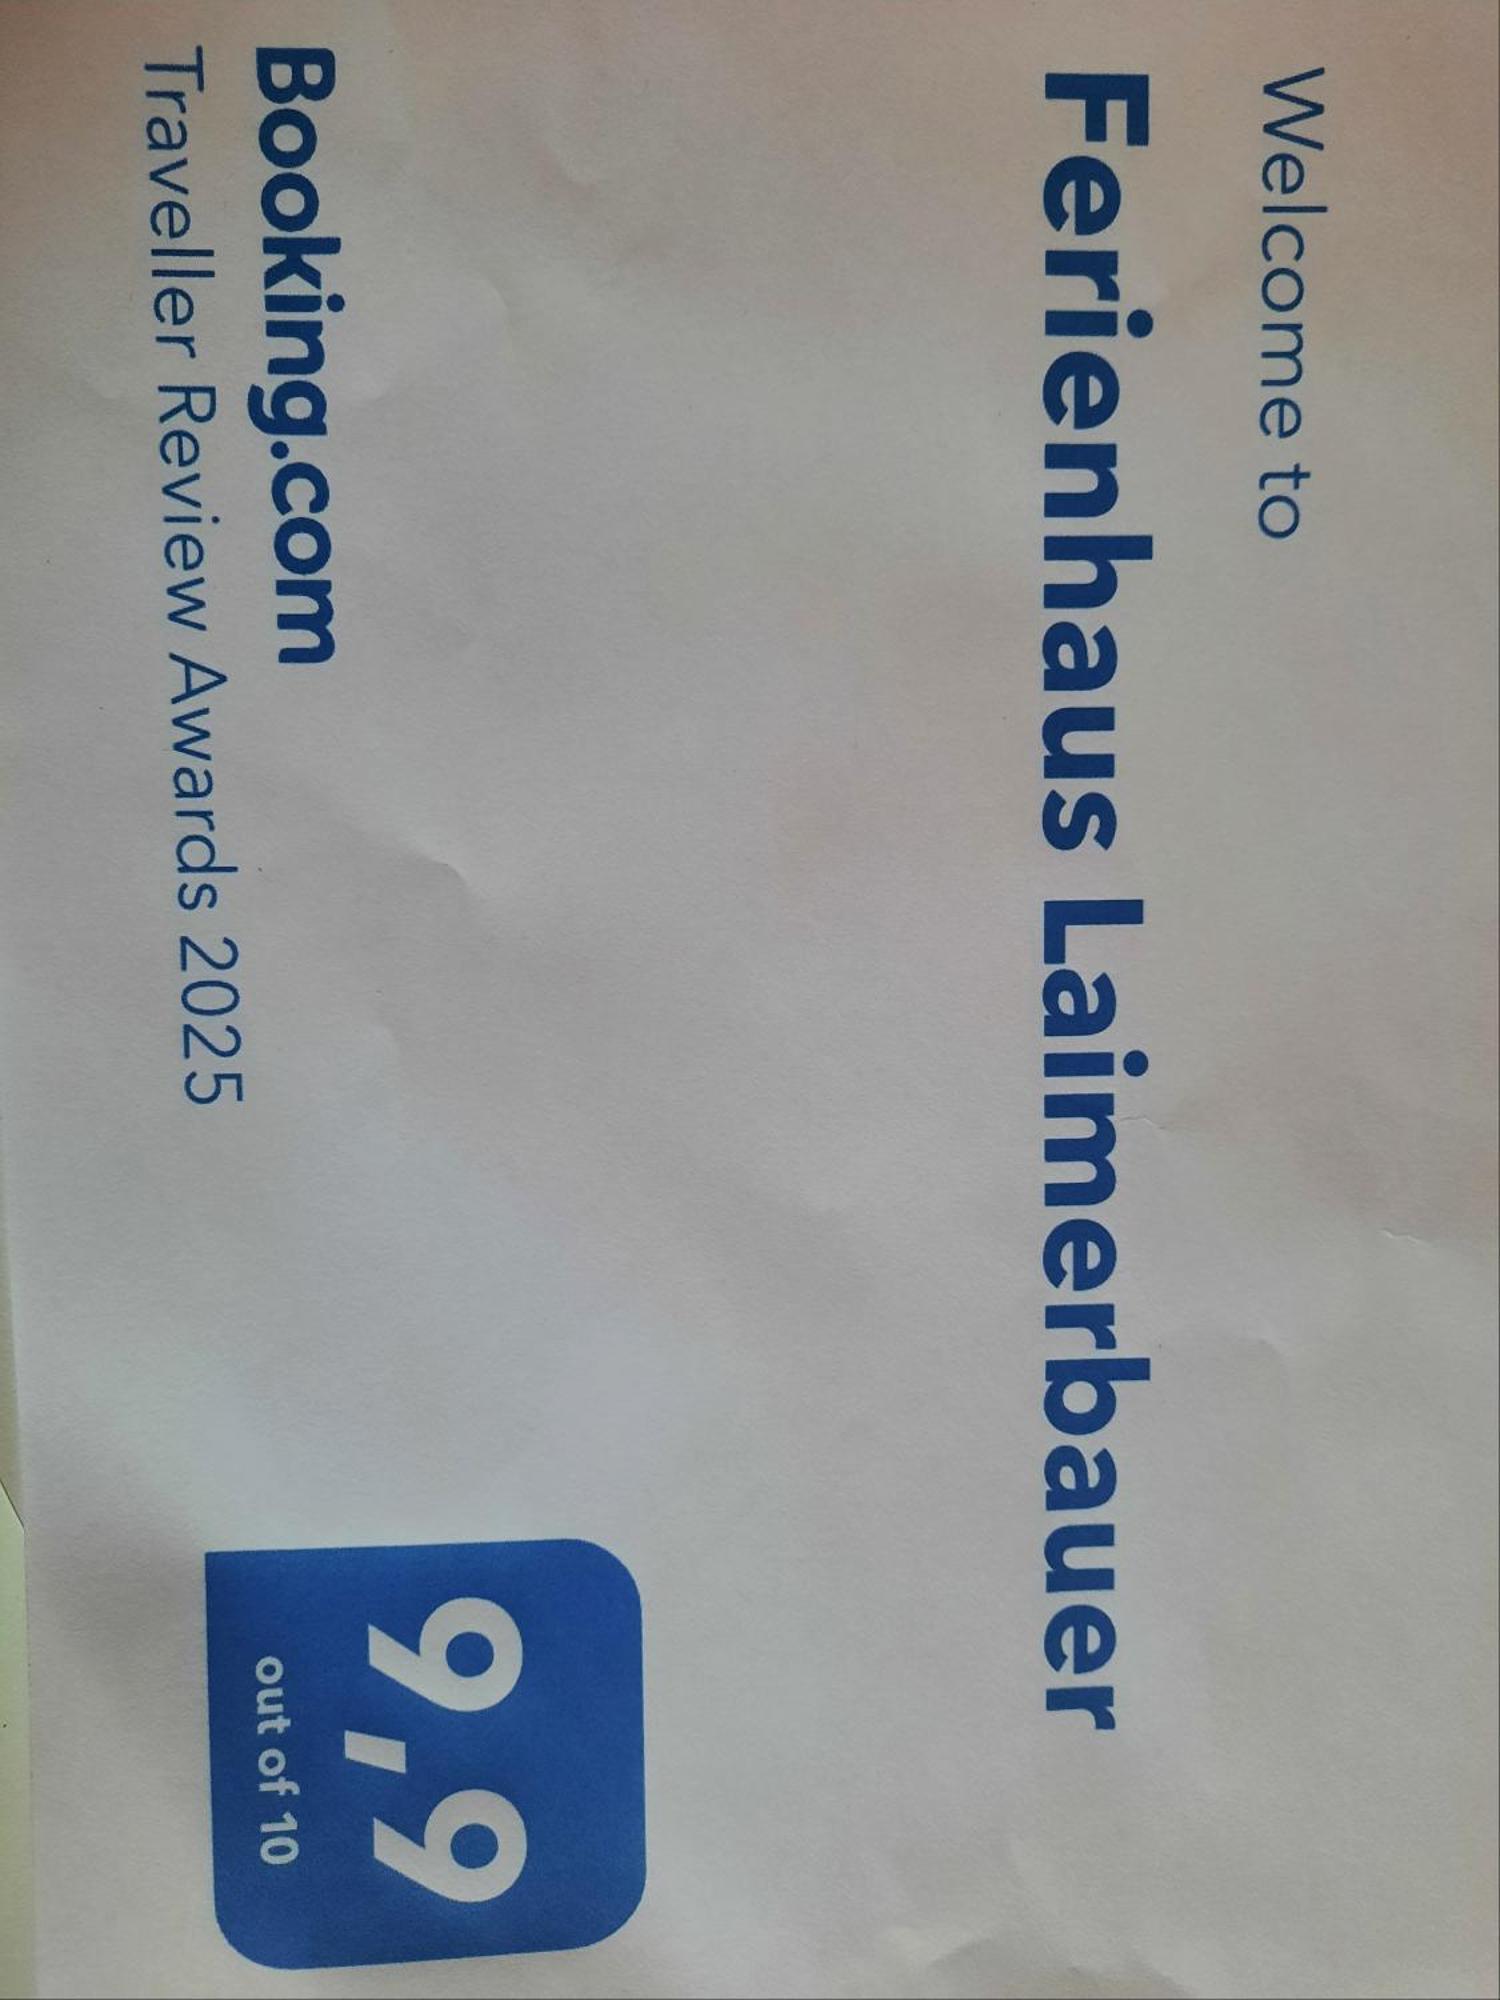 Welcome to
Ferienhaus Laimerbauer
Booking.com
Traveller Review Awards 2025
9,9
out of 10